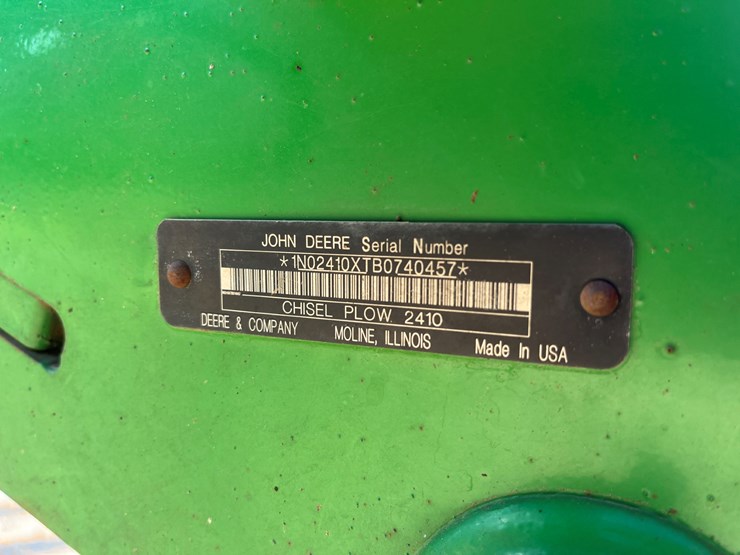 JOHN DEERE Serial Number
*1N02410XTB0740457*
CHISEL PLOW 2410
DEERE & COMPANY MOLINE, ILLINOIS Made In USA